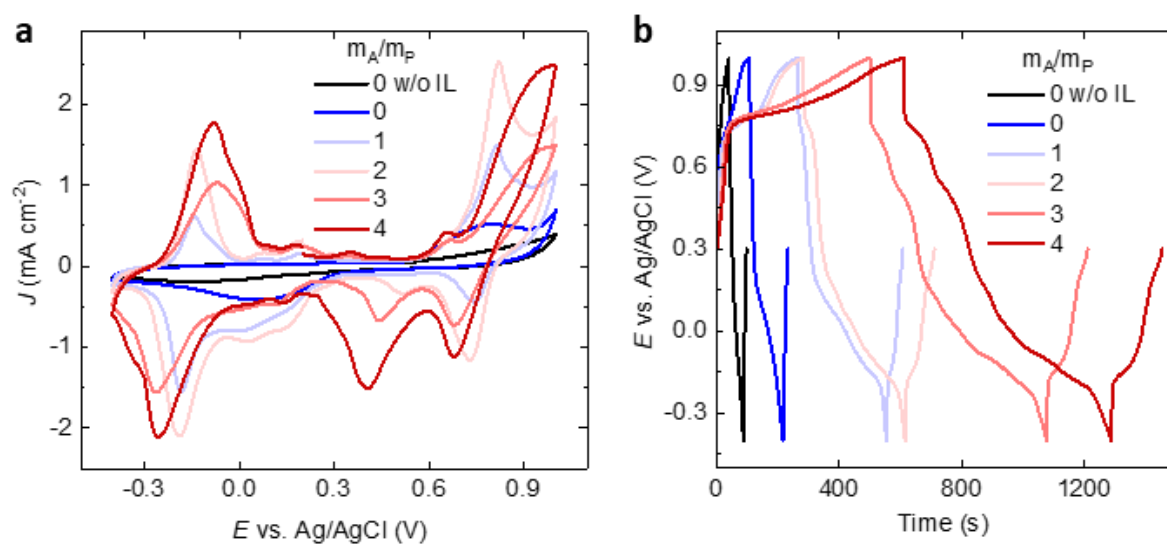 a
m_A/m_P
0 w/o IL
0
1
2
3
4
2
1
0
-1
-2
J (mA cm⁻²)
-0.3
0.0
0.3
0.6
0.9
E vs. Ag/AgCl (V)
b
m_A/m_P
0 w/o IL
0
1
2
3
4
0.9
0.6
0.3
0.0
-0.3
E vs. Ag/AgCl (V)
0
400
800
1200
Time (s)